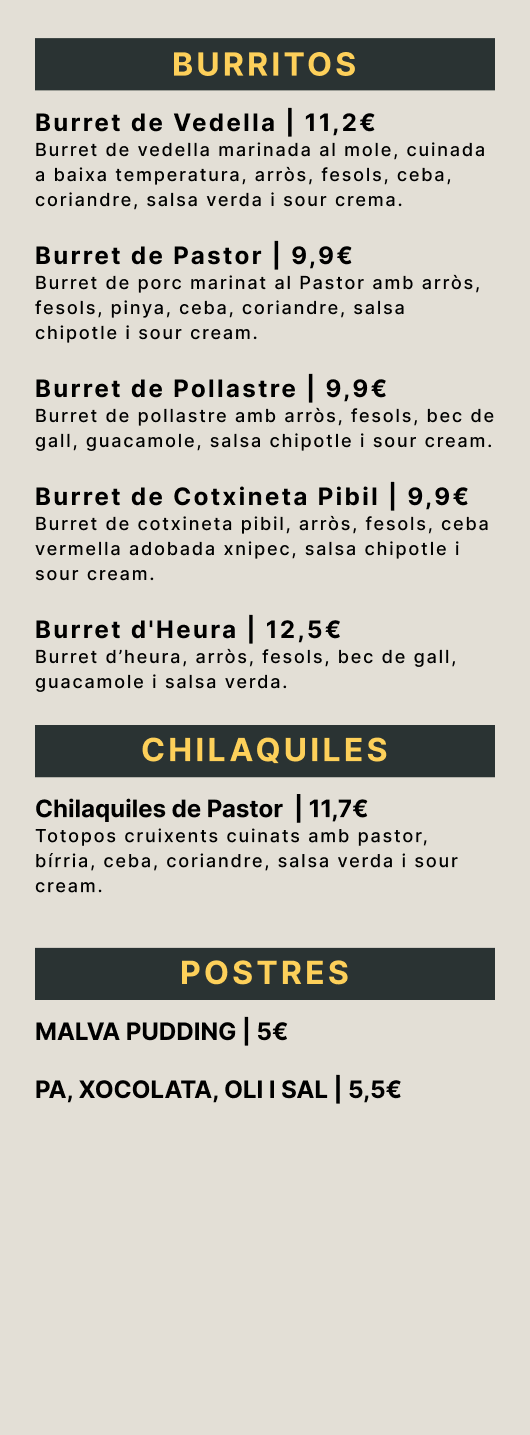 BURRITOS
Burret de Vedella | 11,2€
Burret de vedella marinada al mole, cuinada
a baixa temperatura, arròs, fesols, ceba,
coriandre, salsa verda i sour crema.
Burret de Pastor | 9,9€
Burret de porc marinat al Pastor amb arròs,
fesols, pinya, ceba, coriandre, salsa
chipotle i sour cream.
Burret de Pollastre | 9,9€
Burret de pollastre amb arròs, fesols, bec de
gall, guacamole, salsa chipotle i sour cream.
Burret de Cotxineta Pibil | 9,9€
Burret de cotxineta pibil, arròs, fesols, ceba
vermella adobada xnipec, salsa chipotle i
sour cream.
Burret d'Heura | 12,5€
Burret d’heura, arròs, fesols, bec de gall,
guacamole i salsa verda.
CHILAQUILES
Chilaquiles de Pastor | 11,7€
Totopos cruixents cuinats amb pastor,
bírria, ceba, coriandre, salsa verda i sour
cream.
POSTRES
MALVA PUDDING | 5€
PA, XOCOLATA, OLI I SAL | 5,5€